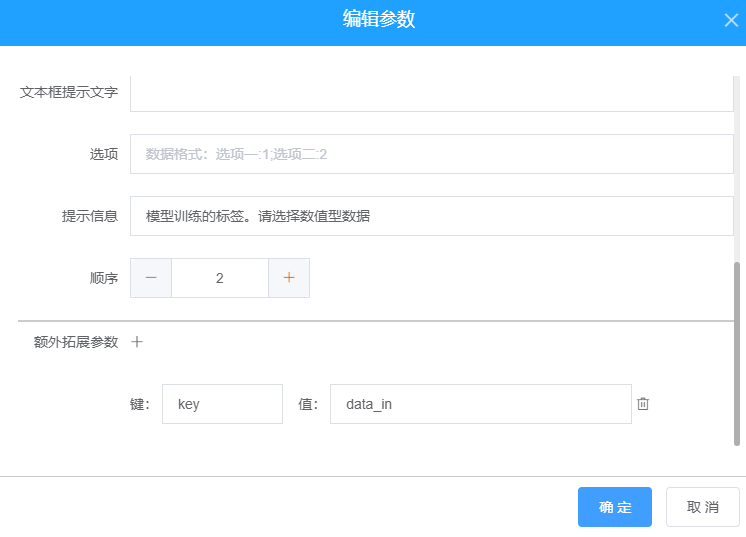 编辑参数
文本框提示文字
选项 数据格式：选项一:1;选项二:2
提示信息 模型训练的标签。请选择数值型数据
顺序 2
额外拓展参数
键： key 值： data_in
确 定 取 消